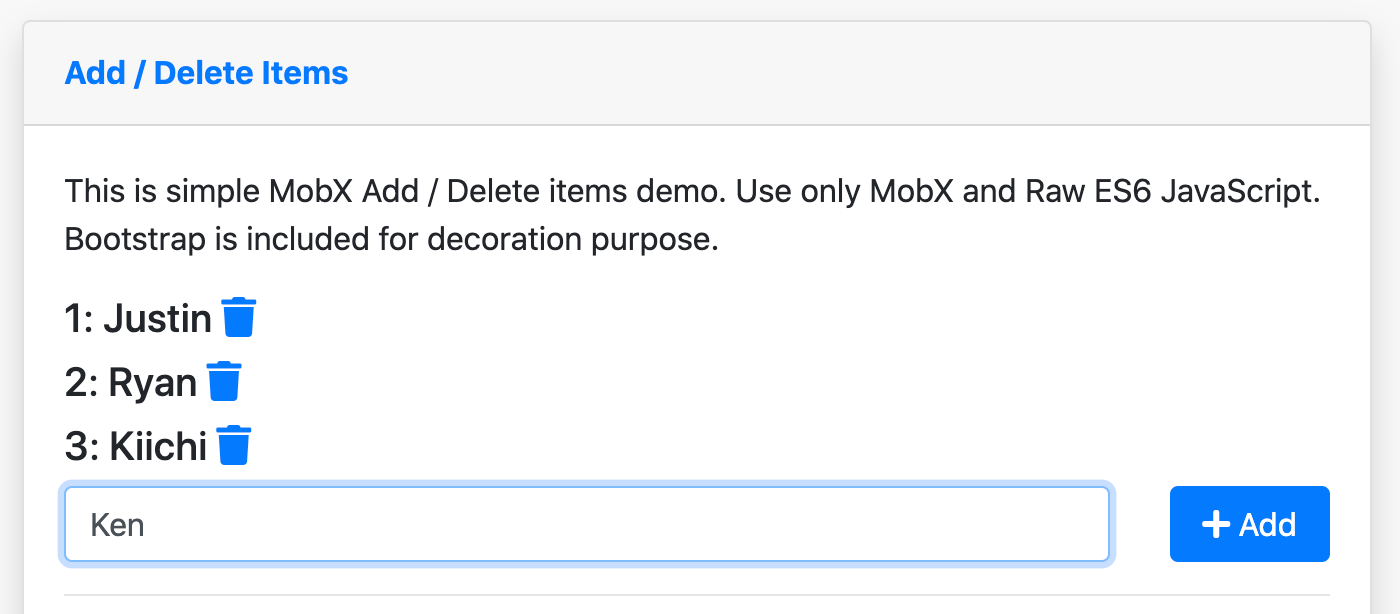 Add / Delete Items
This is simple MobX Add / Delete items demo. Use only MobX and Raw ES6 JavaScript.
Bootstrap is included for decoration purpose.
1: Justin
2: Ryan
3: Kiichi
Ken
Add